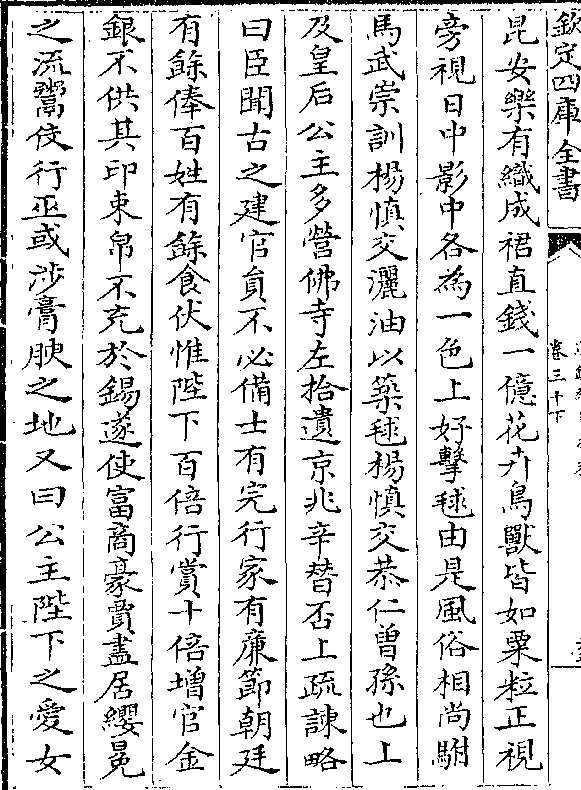 欽定四庫全書
卷三十下
昆安樂有織成裙直錢一億花卉鳥獸皆如粟粒正視
旁視日中影中各為一色上好擊毬由是風俗相尚駙
馬武崇訓楊慎交灑油以築毬楊慎交恭仁曾孫也上
及皇后公主多營佛寺左拾遺京兆辛替否上疏諫略
曰臣聞古之建官員不必備士有完行家有廉節朝廷
有餘俸百姓有餘食伏惟陛下百倍行賞十倍增官金
銀不供其印束帛不充於錫遂使富商豪賈盡居纓冕
之流鬻伎行巫或涉膏腴之地又曰公主陛下之愛女